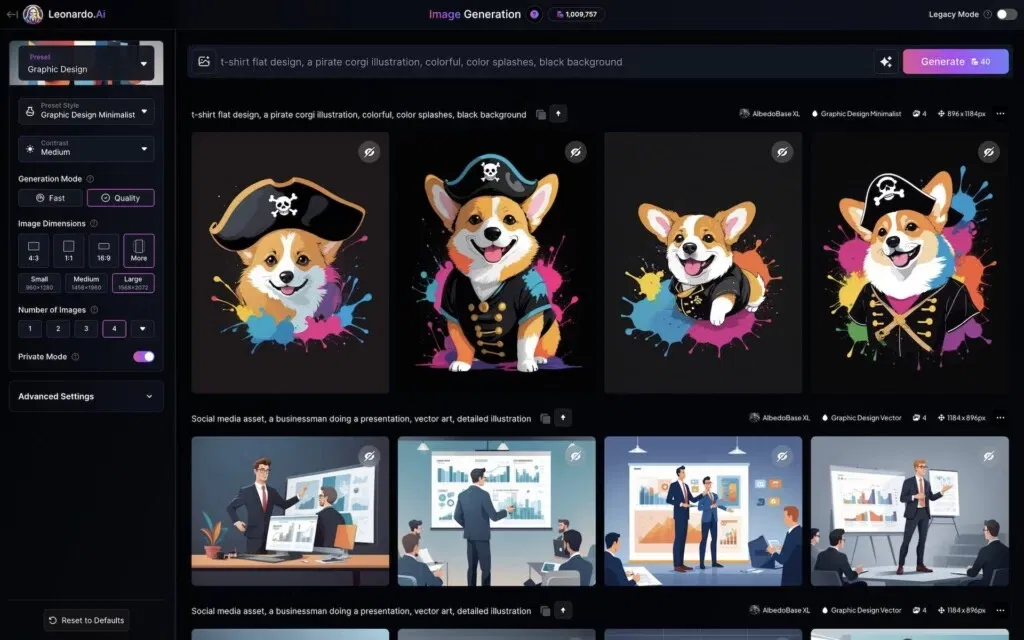 Leonardo.Ai
Image Generation
1,009,757
Legacy Mode
Preset
Graphic Design
t-shirt flat design, a pirate corgi illustration, colorful, color splashes, black background
Generate 40
Preset Style
Graphic Design Minimalist
Contrast
Medium
Generation Mode
Fast
Quality
Image Dimensions
4:3
1:1
16:9
More
Small
Medium
Large
960×1280
1456×1960
1568×2072
Number of Images
1
2
3
4
Private Mode
Advanced Settings
Reset to Defaults
t-shirt flat design, a pirate corgi illustration, colorful, color splashes, black background
AlbedoBase XL
Graphic Design Minimalist
4
896 x 1184px
Social media asset, a businessman doing a presentation, vector art, detailed illustration
AlbedoBase XL
Graphic Design Vector
4
1184 x 896px
Social media asset, a businessman doing a presentation, vector art, detailed illustration
AlbedoBase XL
Graphic Design Vector
4
1184 x 896px